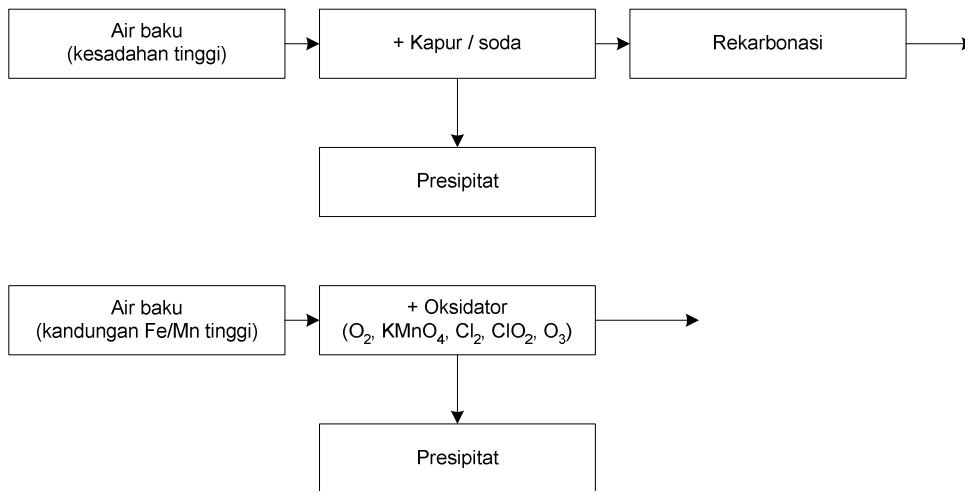 Air baku
(kesadahan tinggi)
+ Kapur / soda
Rekarbonasi
Presipitat
Air baku
(kandungan Fe/Mn tinggi)
+ Oksidator
(O₂, KMnO₄, Cl₂, ClO₂, O₃)
Presipitat